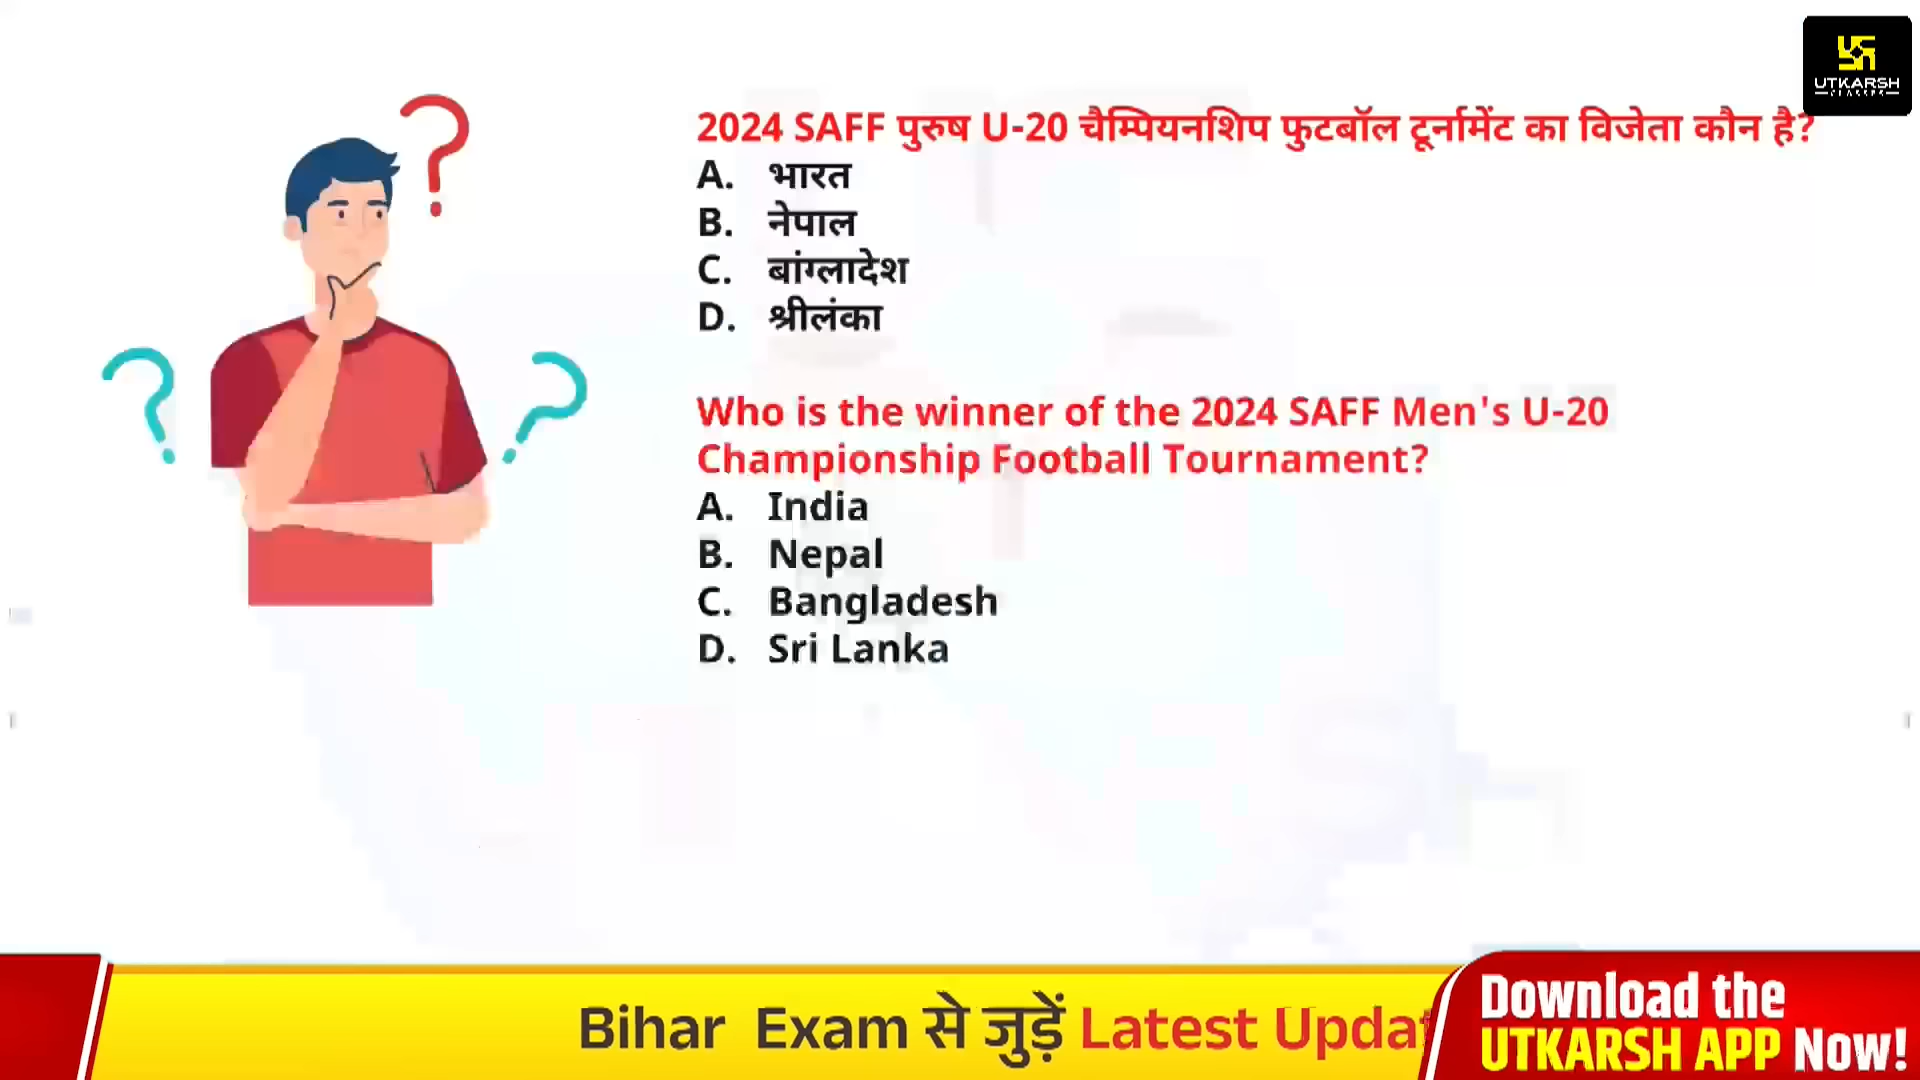 UTKARSH
CLASSES
2024 SAFF पुरुष U-20 चैम्पियनशिप फुटबॉल टूर्नामेंट का विजेता कौन है?
A. भारत
B. नेपाल
C. बांग्लादेश
D. श्रीलंका
Who is the winner of the 2024 SAFF Men's U-20
Championship Football Tournament?
A. India
B. Nepal
C. Bangladesh
D. Sri Lanka
Bihar Exam से जुड़ें Latest Updat
Download the
UTKARSH APP Now!